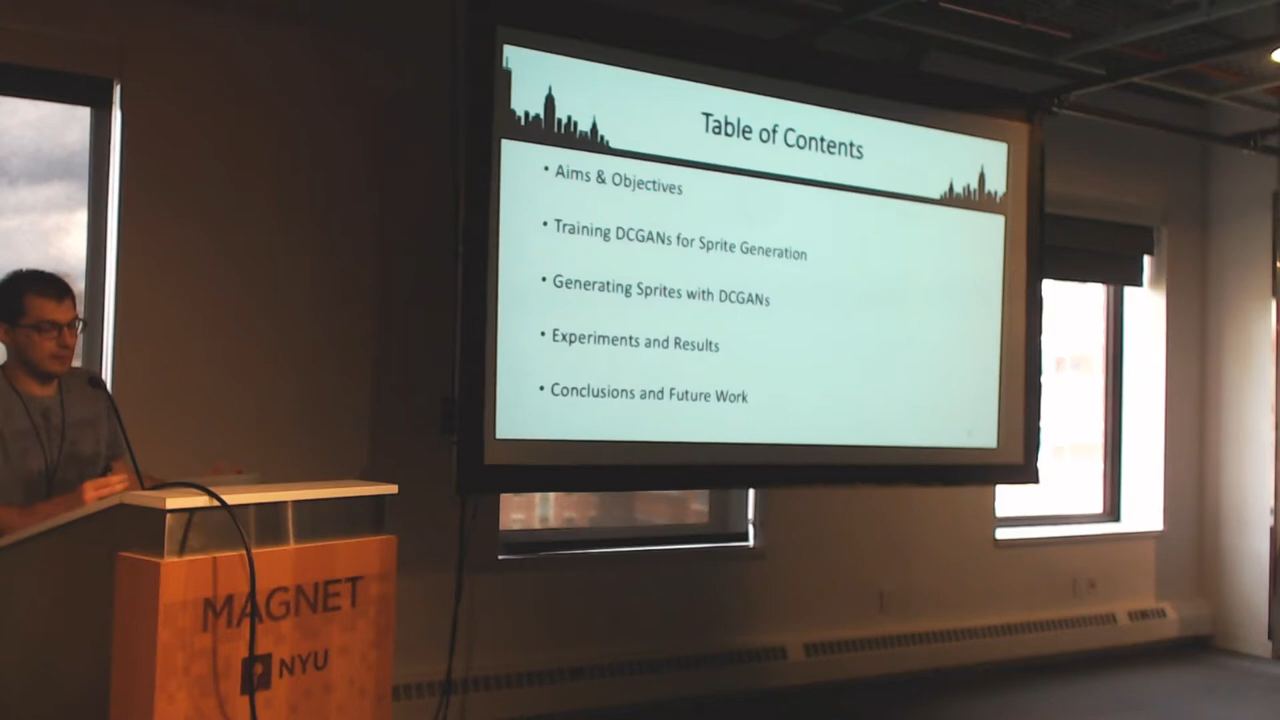 Table of Contents
• Aims & Objectives
• Training DCGANs for Sprite Generation
• Generating Sprites with DCGANs
• Experiments and Results
• Conclusions and Future Work
MAGNET
NYU